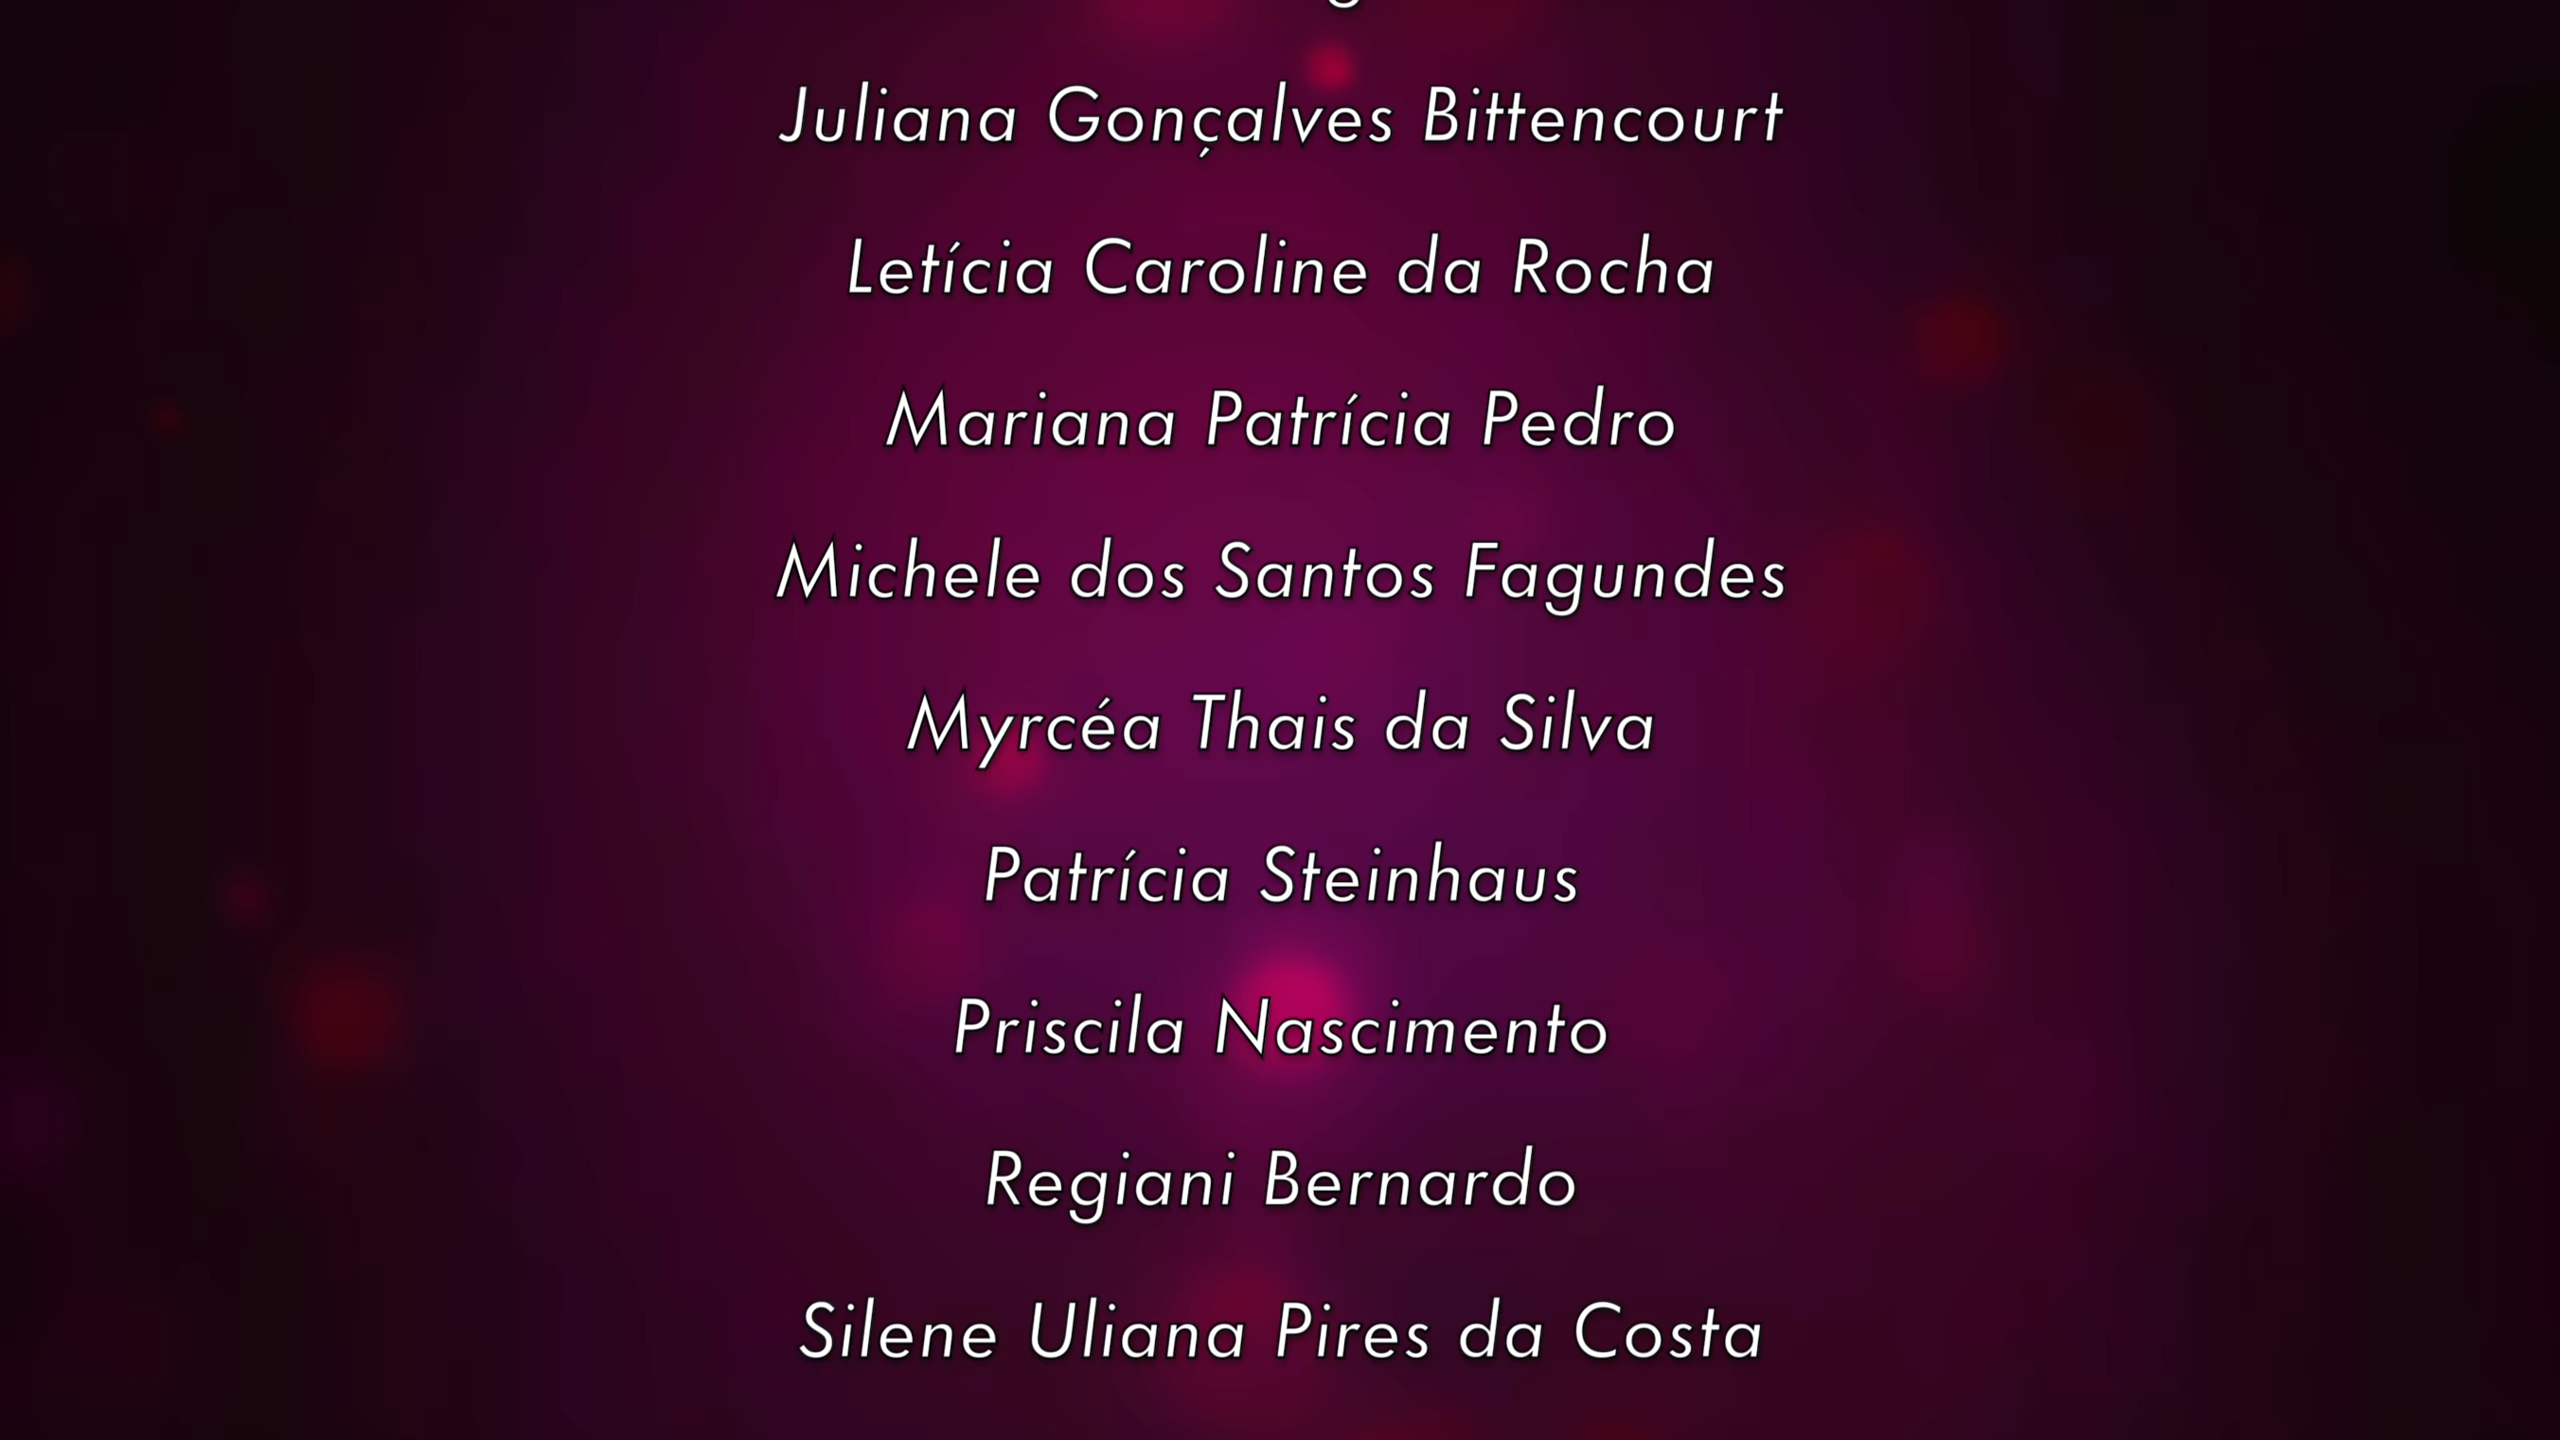 Juliana Gonçalves Bittencourt
Letícia Caroline da Rocha
Mariana Patrícia Pedro
Michele dos Santos Fagundes
Myrcéa Thais da Silva
Patrícia Steinhaus
Priscila Nascimento
Regiani Bernardo
Silene Uliana Pires da Costa